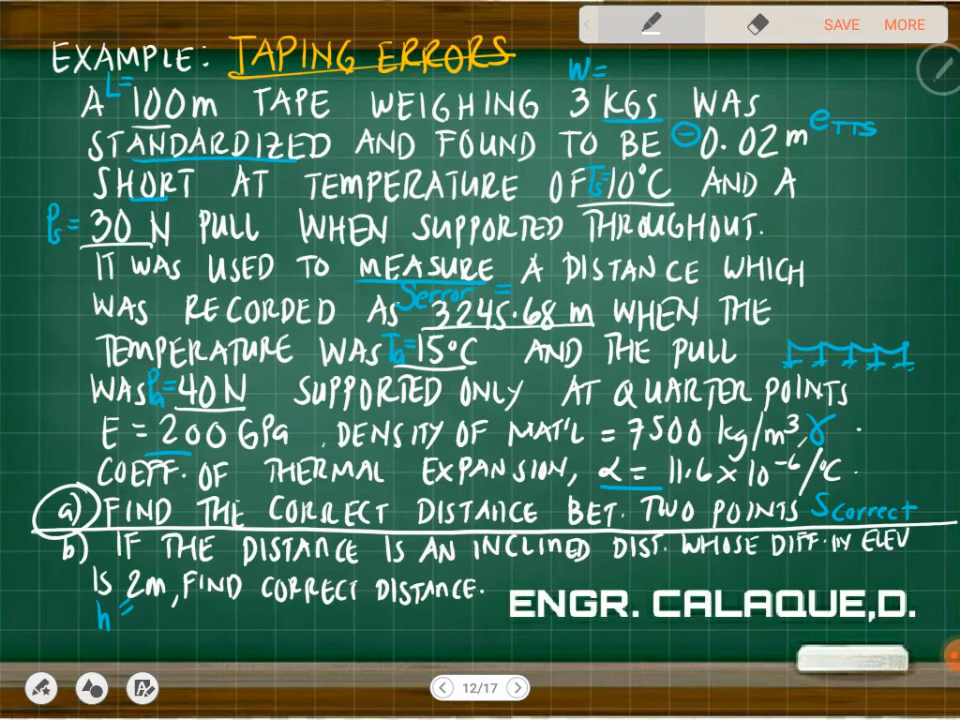 SAVE MORE
EXAMPLE: TAPING ERRORS
L= W=
A 100m TAPE WEIGHING 3 KGS WAS
STANDARDIZED AND FOUND TO BE -0.02m eTTS
SHORT AT TEMPERATURE OF Ts=10°C AND A
Ps= 30 N PULL WHEN SUPPORTED THROUGHOUT.
IT WAS USED TO MEASURE A DISTANCE WHICH
WAS RECORDED AS Serror = 3245.68 m WHEN THE
TEMPERATURE WAS Ta=15°C AND THE PULL
WAS Pa=40N SUPPORTED ONLY AT QUARTER POINTS
E = 200 GPa . DENSITY OF MAT'L = 7500 kg/m³, γ .
COEFF. OF THERMAL EXPANSION, α = 11.6 x 10⁻⁶/°C .
a) FIND THE CORRECT DISTANCE BET. TWO POINTS Scorrect
b) IF THE DISTANCE IS AN INCLINED DIST. WHOSE DIFF. IN ELEV
IS 2m, FIND CORRECT DISTANCE.
h =
ENGR. CALAQUE,D.
12/17